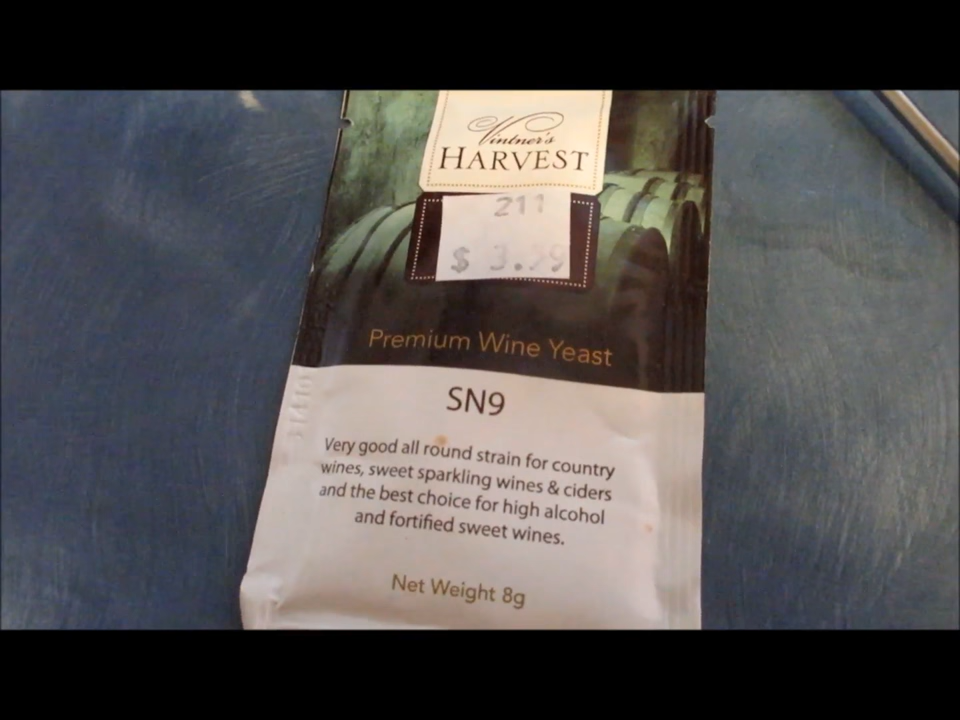 Vintner's
HARVEST
211
$ 3.99
Premium Wine Yeast
SN9
Very good all round strain for country
wines, sweet sparkling wines & ciders
and the best choice for high alcohol
and fortified sweet wines.
Net Weight 8g